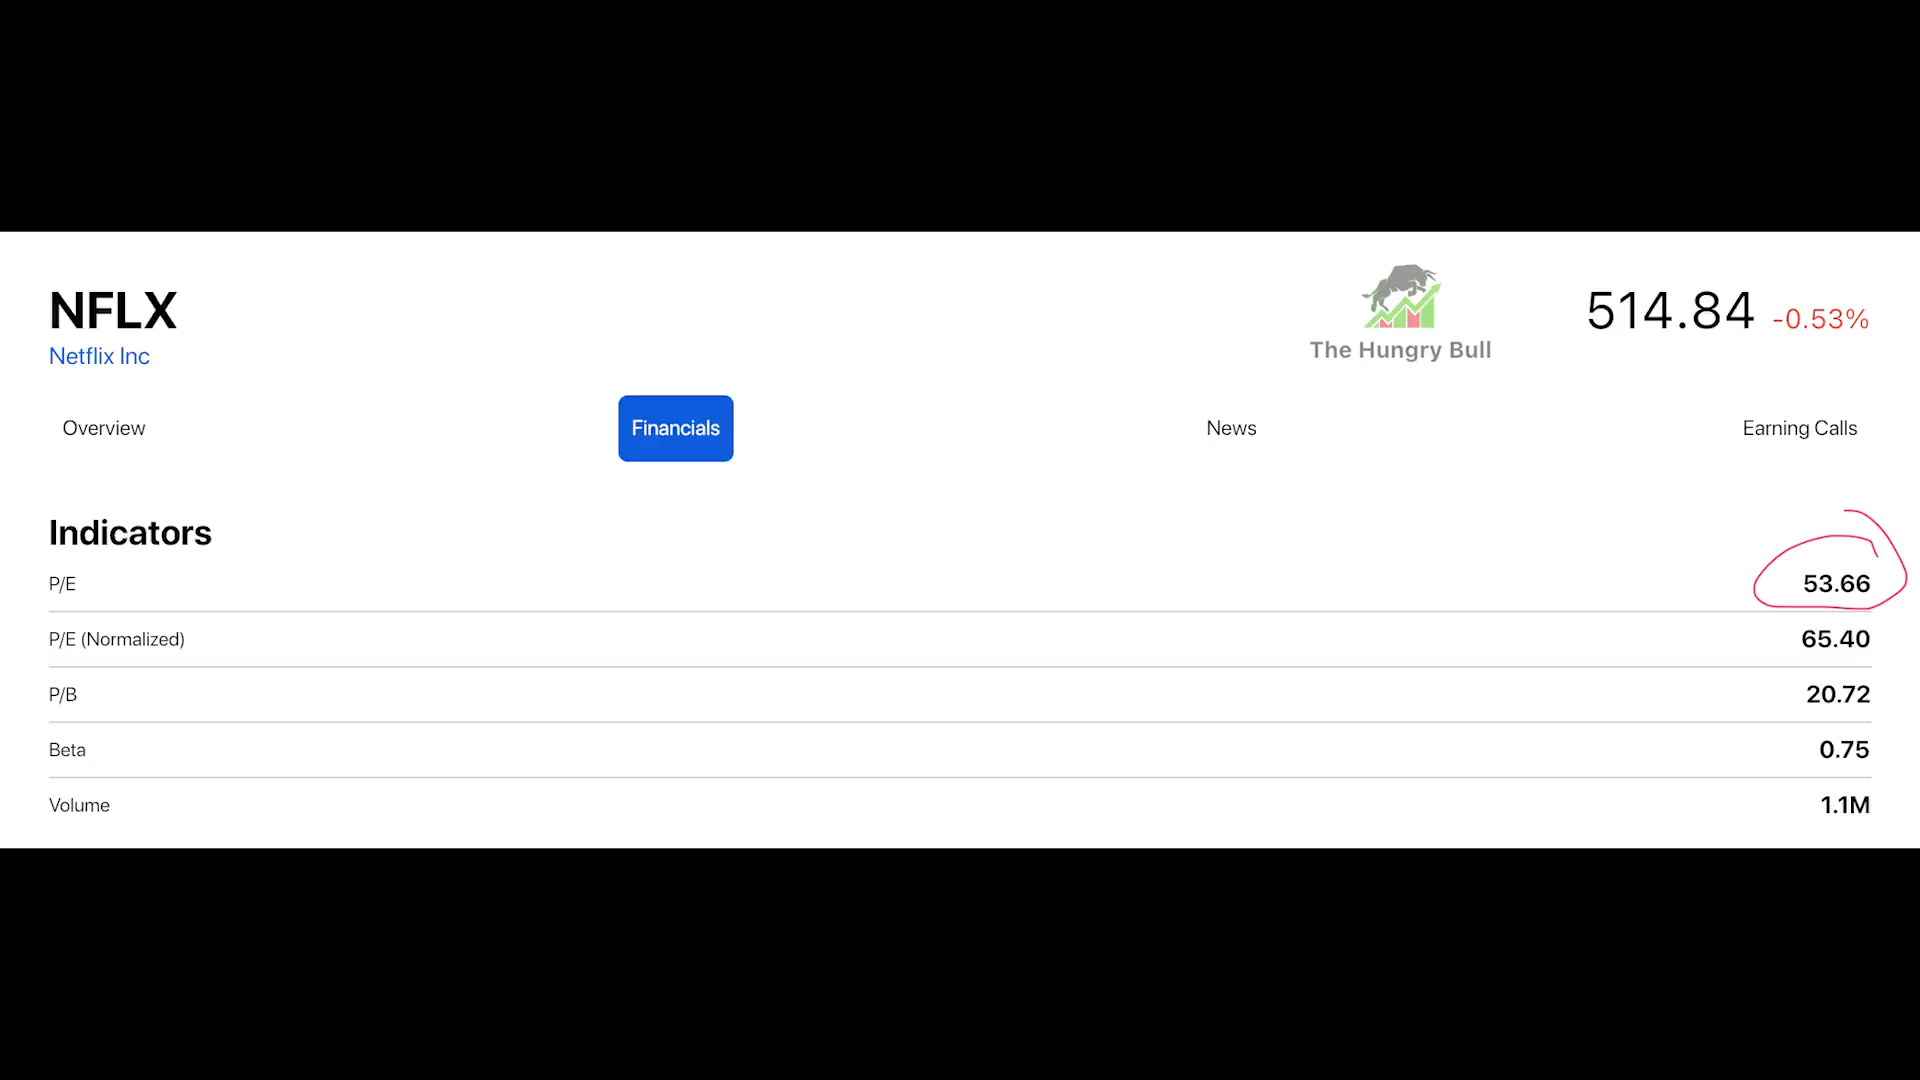 NFLX
Netflix Inc
The Hungry Bull
514.84 -0.53%
Overview
Financials
News
Earning Calls
Indicators
P/E 53.66
P/E (Normalized) 65.40
P/B 20.72
Beta 0.75
Volume 1.1M